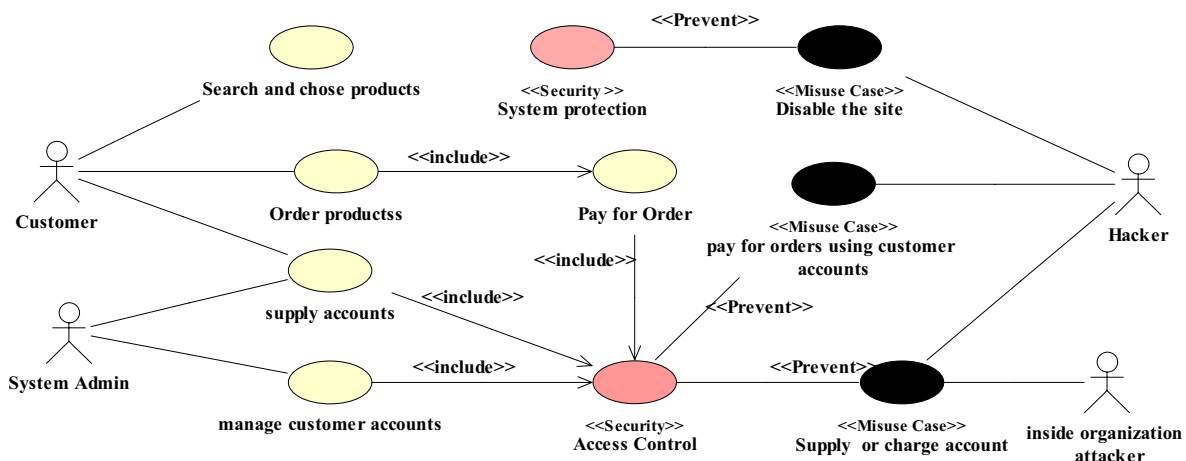 <<Prevent>>
Search and chose products
<<Security >>
System protection
<<Misuse Case>>
Disable the site
<<include>>
Customer
Order productss
Pay for Order
<<Misuse Case>>
pay for orders using customer
accounts
Hacker
<<include>>
<<include>>
supply accounts
<<Prevent>>
System Admin
<<include>>
<<Prevent>>
manage customer accounts
<<Security>>
Access Control
<<Misuse Case>>
Supply or charge account
inside organization
attacker